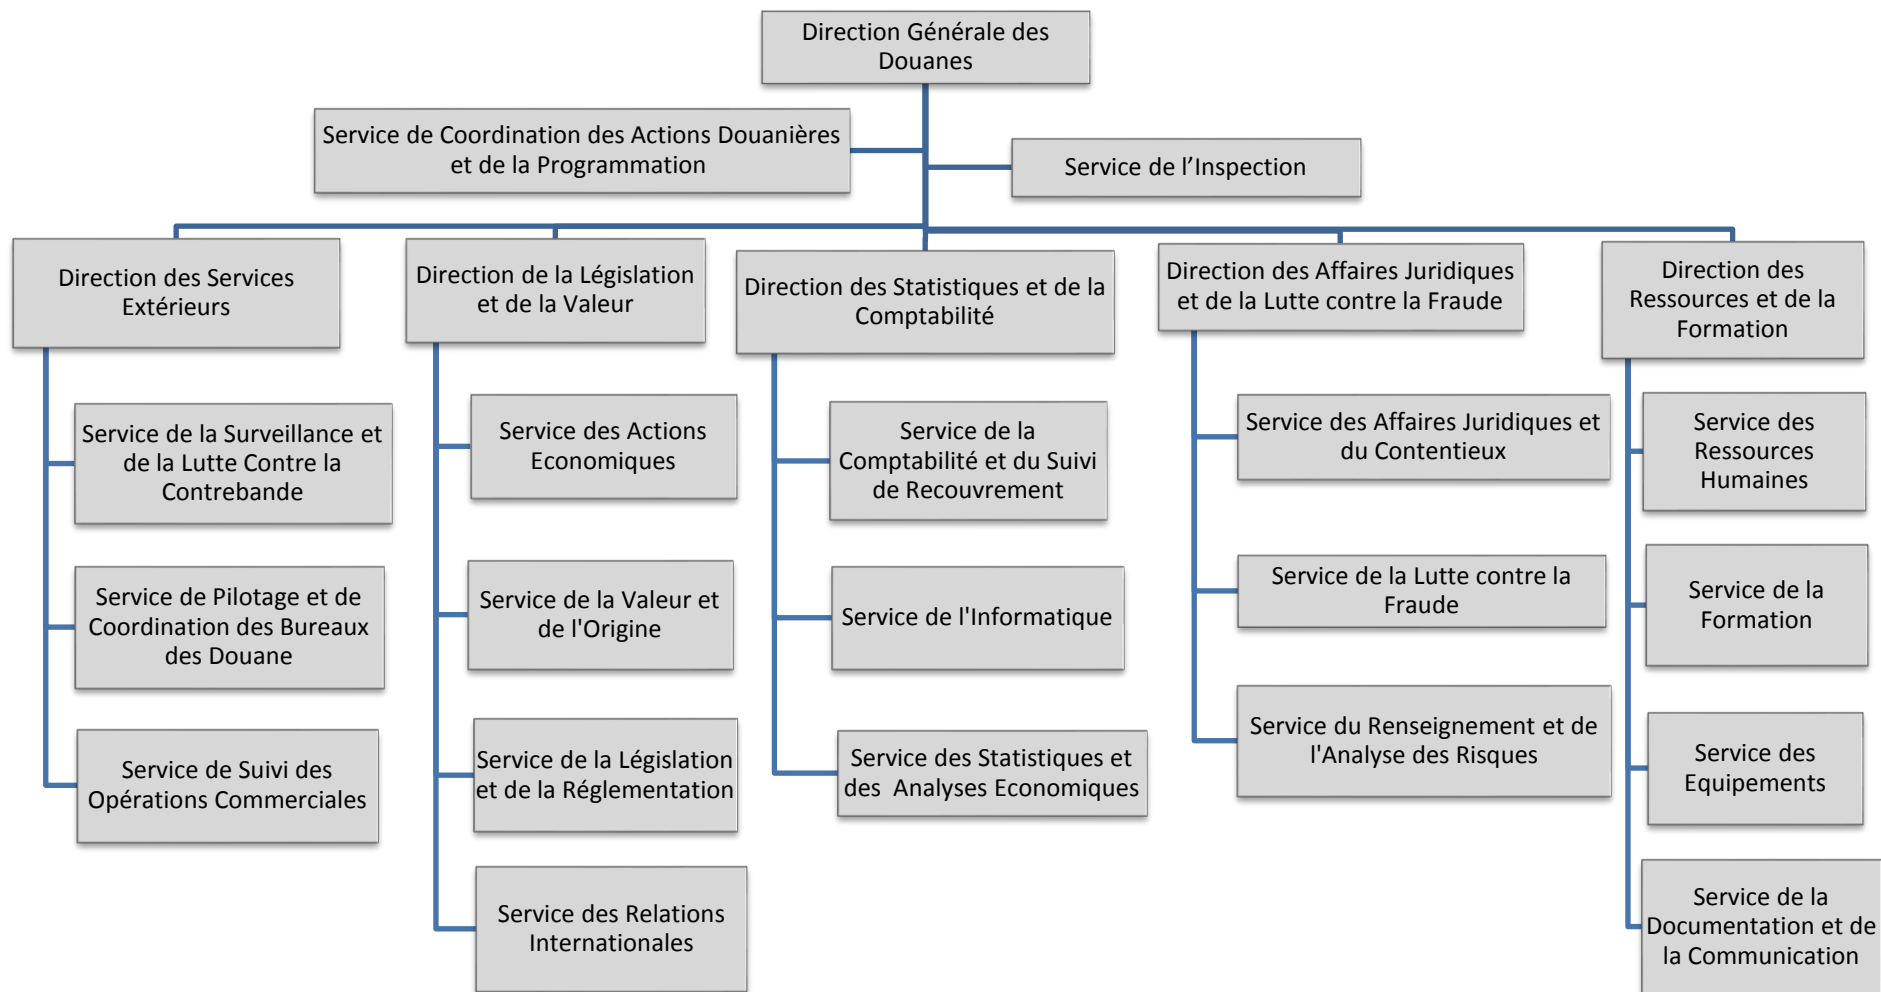 Direction Générale des
Douanes
Service de Coordination des Actions Douanières
et de la Programmation
Service de l’Inspection
Direction des Services
Extérieurs
Service de la Surveillance et
de la Lutte Contre la
Contrebande
Service de Pilotage et de
Coordination des Bureaux
des Douane
Service de Suivi des
Opérations Commerciales
Direction de la Législation
et de la Valeur
Service des Actions
Economiques
Service de la Valeur et
de l'Origine
Service de la Législation
et de la Réglementation
Service des Relations
Internationales
Direction des Statistiques et de la
Comptabilité
Service de la
Comptabilité et du Suivi
de Recouvrement
Service de l'Informatique
Service des Statistiques et
des  Analyses Economiques
Direction des Affaires Juridiques
et de la Lutte contre la Fraude
Service des Affaires Juridiques et
du Contentieux
Service de la Lutte contre la
Fraude
Service du Renseignement et de
l'Analyse des Risques
Direction des
Ressources et de la
Formation
Service des
Ressources
Humaines
Service de la
Formation
Service des
Equipements
Service de la
Documentation et de
la Communication